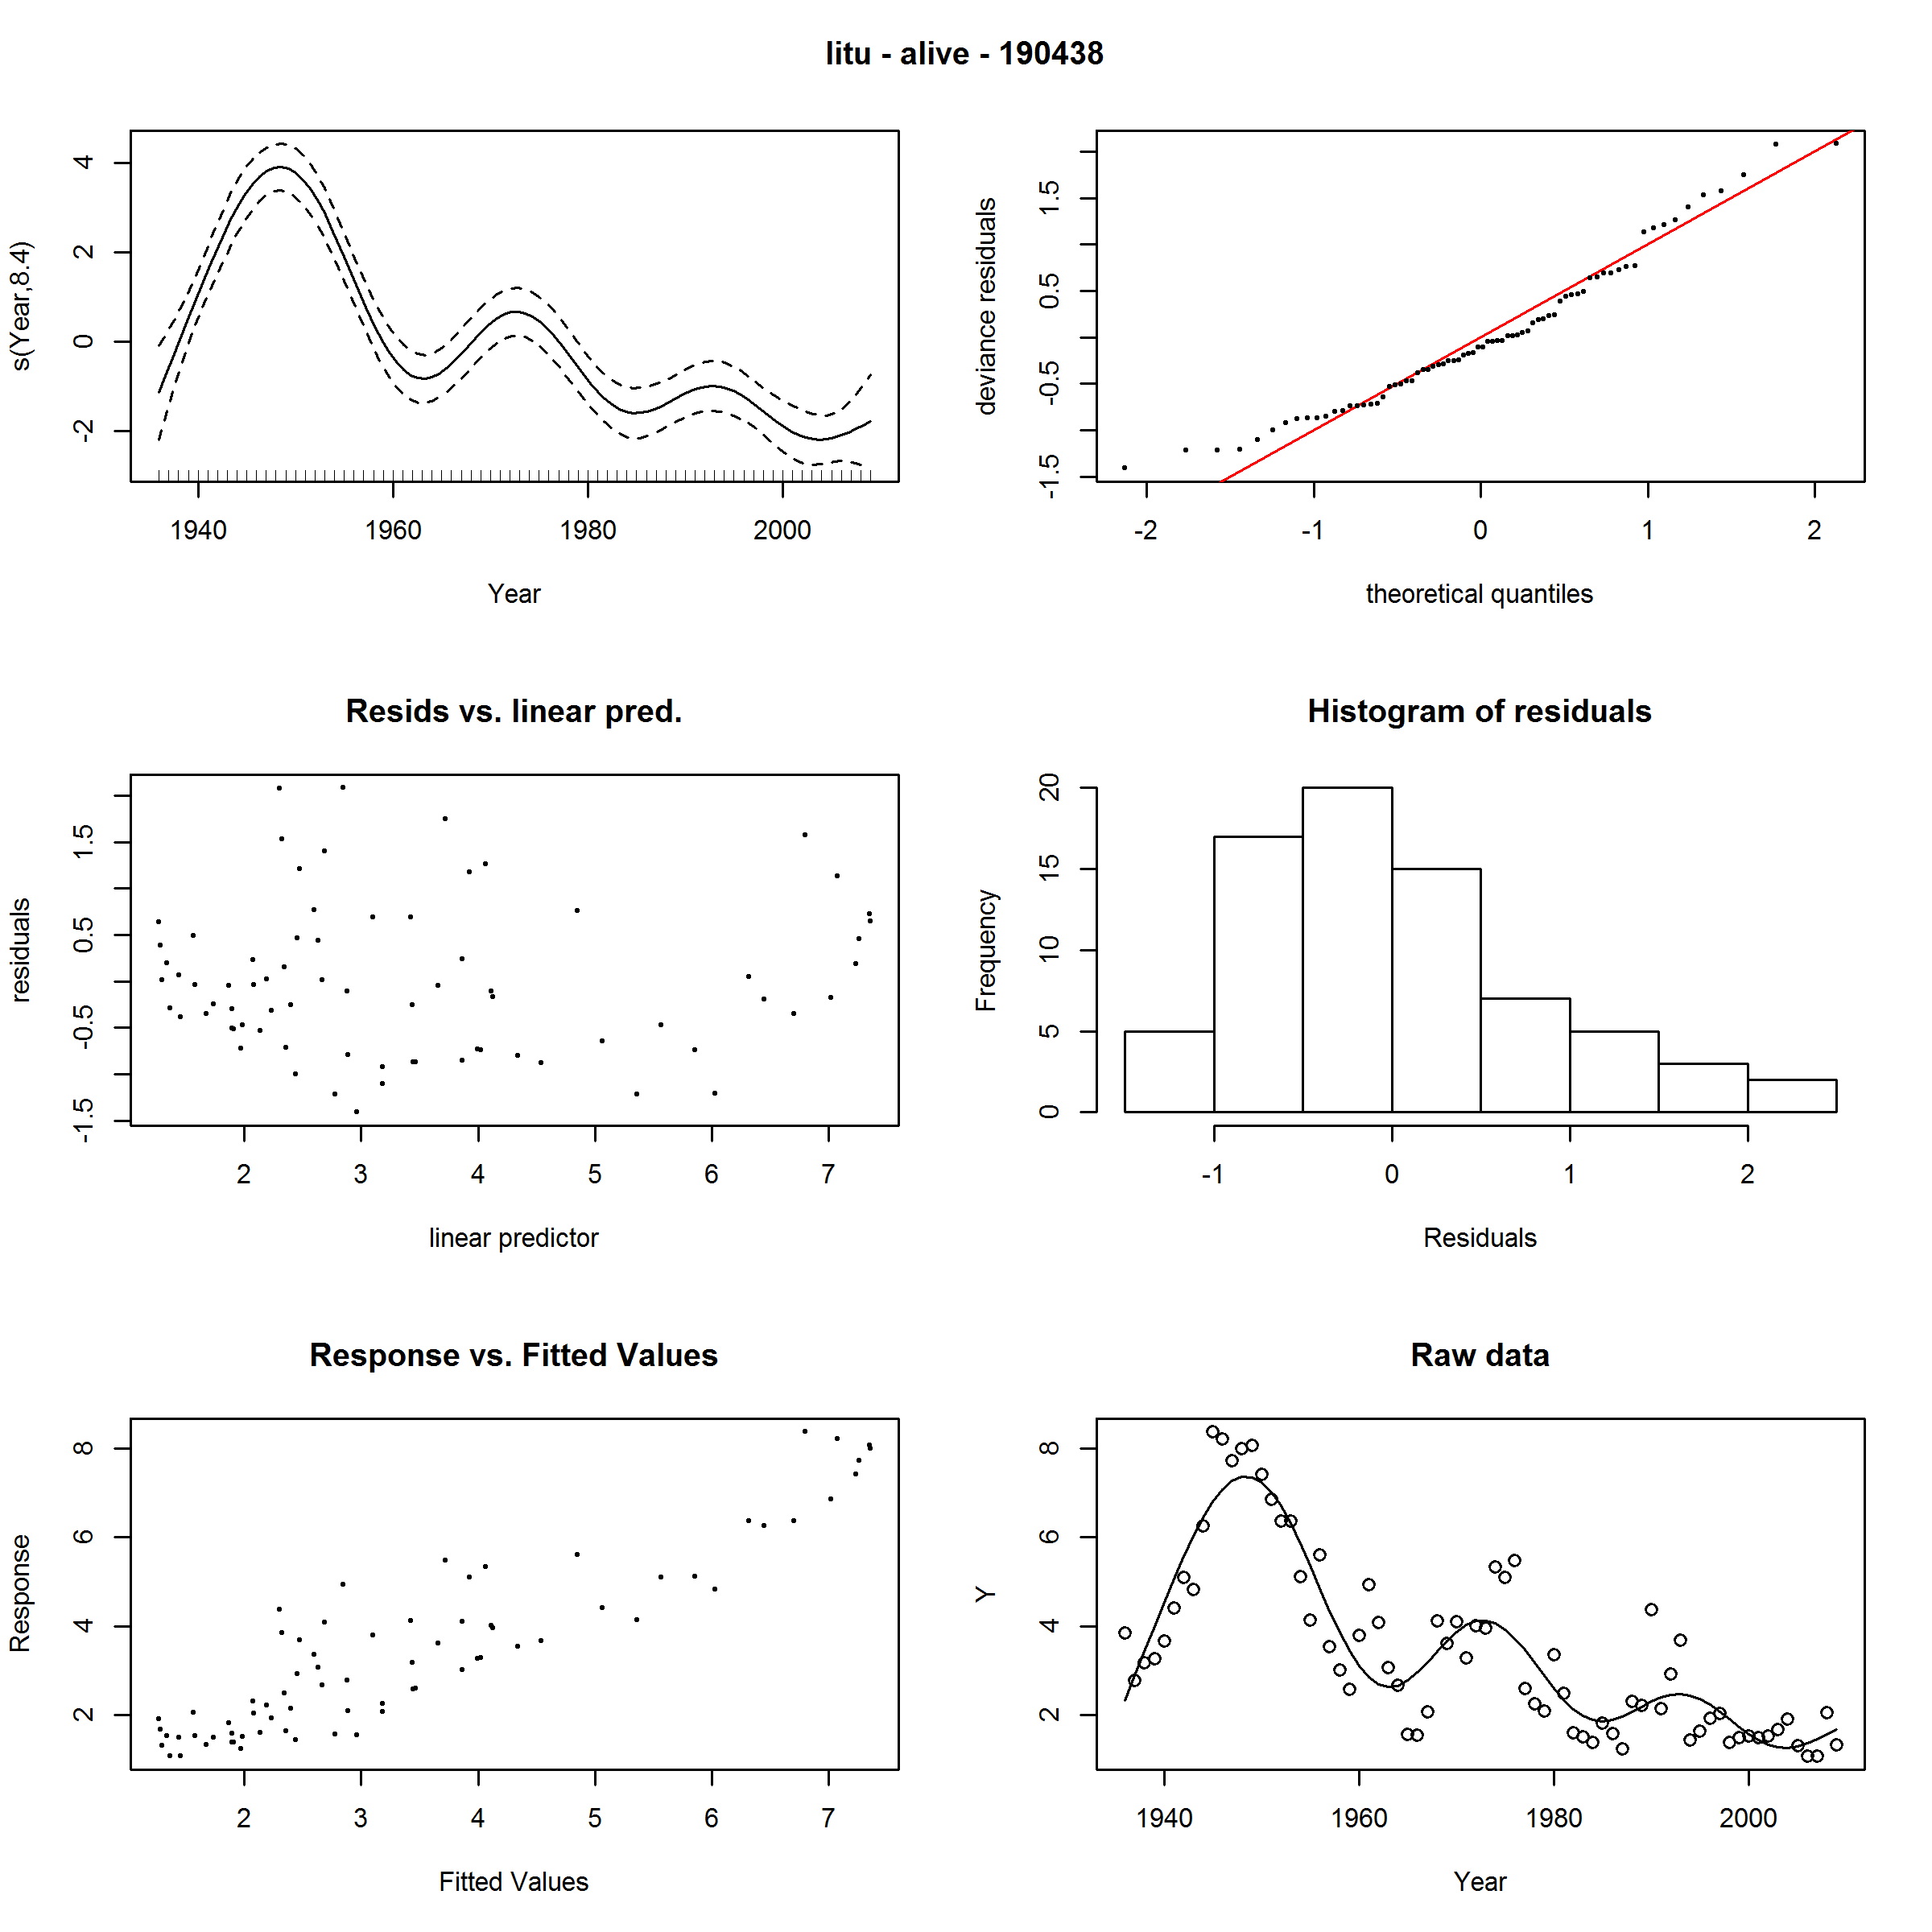 litu - alive - 190438
s(Year,8.4)
4
2
0
-2
1940 1960 1980 2000
Year
deviance residuals
1.5
0.5
-0.5
-1.5
-2 -1 0 1 2
theoretical quantiles
Resids vs. linear pred.
residuals
1.5
0.5
-0.5
-1.5
2 3 4 5 6 7
linear predictor
Histogram of residuals
Frequency
20
15
10
5
0
-1 0 1 2
Residuals
Response vs. Fitted Values
Response
8
6
4
2
2 3 4 5 6 7
Fitted Values
Raw data
Y
8
6
4
2
1940 1960 1980 2000
Year